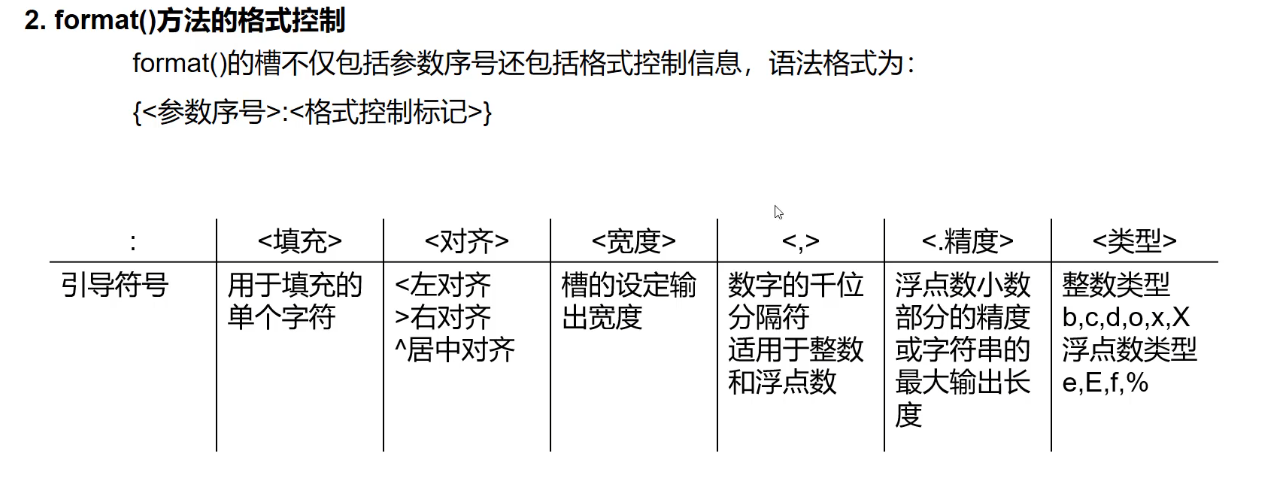 2. format()方法的格式控制
format()的槽不仅包括参数序号还包括格式控制信息，语法格式为：
{<参数序号>:<格式控制标记>}
: <填充> <对齐> <宽度> <,> <.精度> <类型>
引导符号 用于填充的 <左对齐 槽的设定输 数字的千位 浮点数小数 整数类型
单个字符 >右对齐 出宽度 分隔符 部分的精度 b,c,d,o,x,X
^居中对齐 适用于整数 或字符串的 浮点数类型
和浮点数 最大输出长 e,E,f,%
度